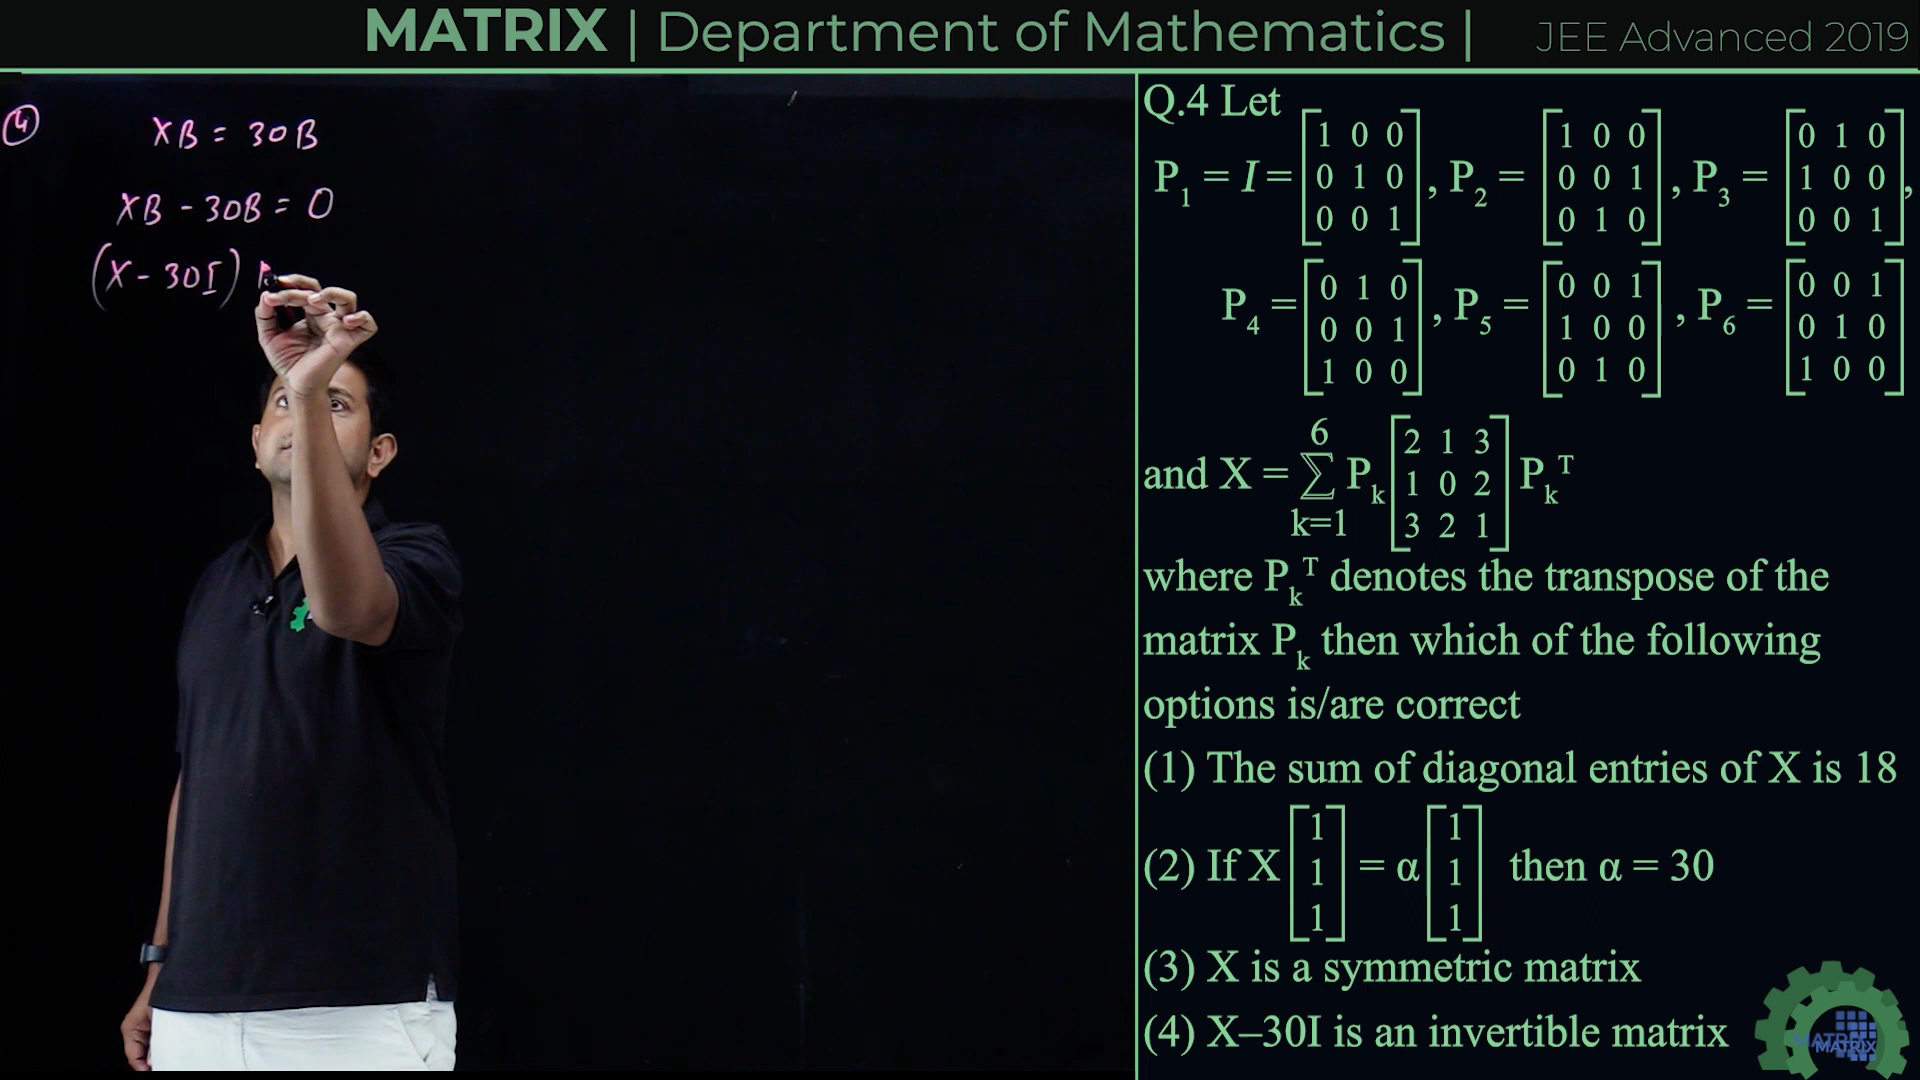 MATRIX | Department of Mathematics | JEE Advanced 2019
4
XB = 30B
XB - 30B = 0
(X - 30I)
Q.4 Let
P₁ = I = [1 0 0; 0 1 0; 0 0 1], P₂ = [1 0 0; 0 0 1; 0 1 0], P₃ = [0 1 0; 1 0 0; 0 0 1],
P₄ = [0 1 0; 0 0 1; 1 0 0], P₅ = [0 0 1; 1 0 0; 0 1 0], P₆ = [0 0 1; 0 1 0; 1 0 0]
and X = ∑ₖ₌₁⁶ Pₖ [2 1 3; 1 0 2; 3 2 1] Pₖᵀ
where Pₖᵀ denotes the transpose of the
matrix Pₖ then which of the following
options is/are correct
(1) The sum of diagonal entries of X is 18
(2) If X [1; 1; 1] = α [1; 1; 1] then α = 30
(3) X is a symmetric matrix
(4) X–30I is an invertible matrix
MATRIX
MATRIX